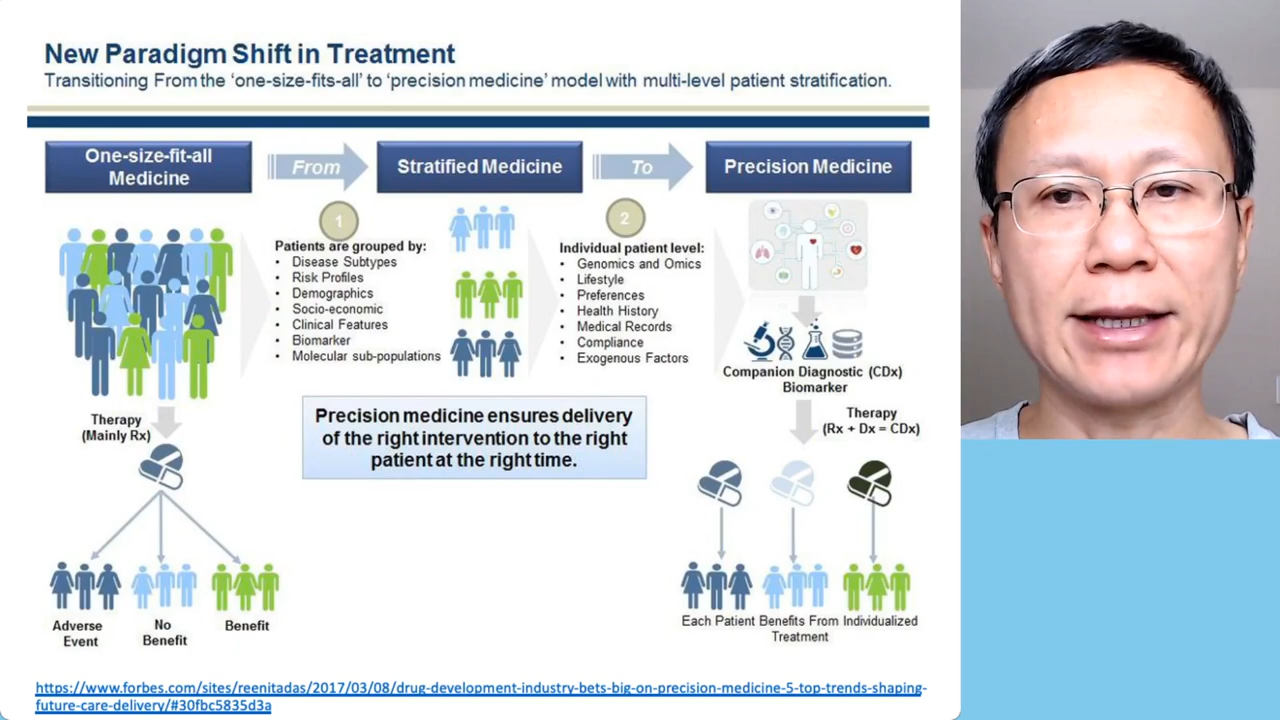 New Paradigm Shift in Treatment
Transitioning From the 'one-size-fits-all' to 'precision medicine' model with multi-level patient stratification.
One-size-fit-all
Medicine
From
Stratified Medicine
To
Precision Medicine
1
Patients are grouped by:
• Disease Subtypes
• Risk Profiles
• Demographics
• Socio-economic
• Clinical Features
• Biomarker
• Molecular sub-populations
2
Individual patient level:
• Genomics and Omics
• Lifestyle
• Preferences
• Health History
• Medical Records
• Compliance
• Exogenous Factors
Companion Diagnostic (CDx)
Biomarker
Therapy
(Mainly Rx)
Precision medicine ensures delivery
of the right intervention to the right
patient at the right time.
Therapy
(Rx + Dx = CDx)
Adverse
Event
No
Benefit
Benefit
Each Patient Benefits From Individualized
Treatment
https://www.forbes.com/sites/reenitadas/2017/03/08/drug-development-industry-bets-big-on-precision-medicine-5-top-trends-shaping-
future-care-delivery/#30fbc5835d3a